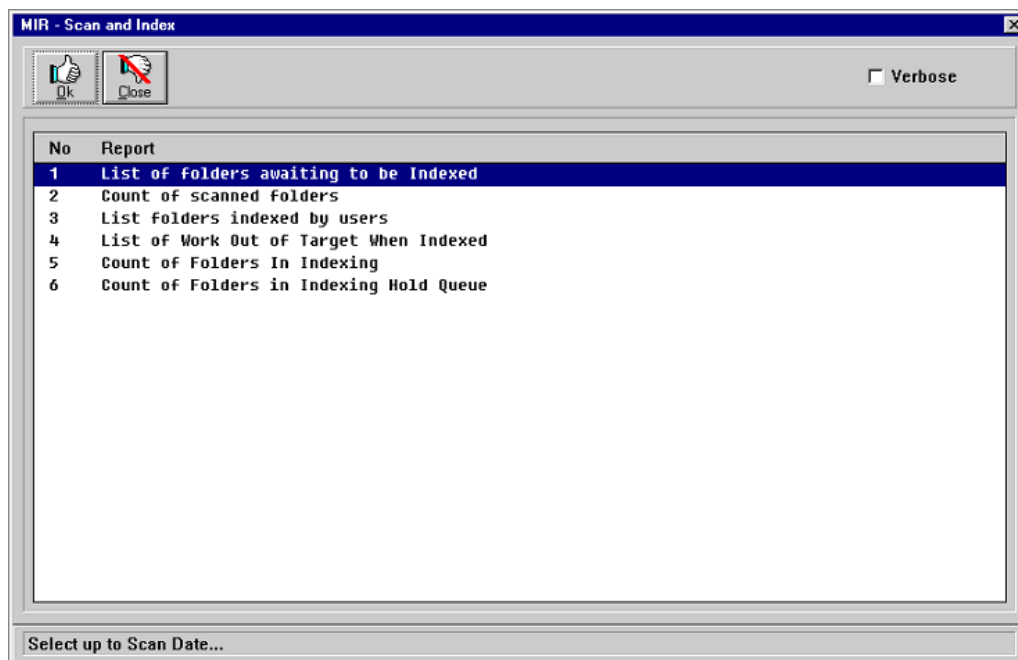 MIR - Scan and Index
Ok Close Verbose
No Report
1 List of folders awaiting to be Indexed
2 Count of scanned folders
3 List folders indexed by users
4 List of Work Out of Target When Indexed
5 Count of Folders In Indexing
6 Count of Folders in Indexing Hold Queue
Select up to Scan Date...